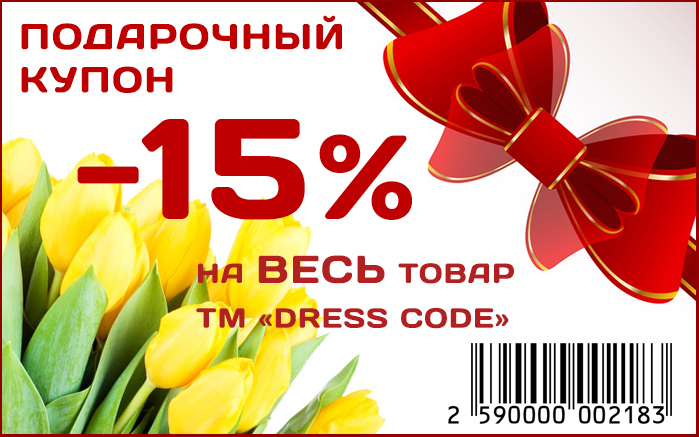 ПОДАРОЧНЫЙ
КУПОН
-15%
НА ВЕСЬ ТОВАР
ТМ «DRESS CODE»
2 590000 002183